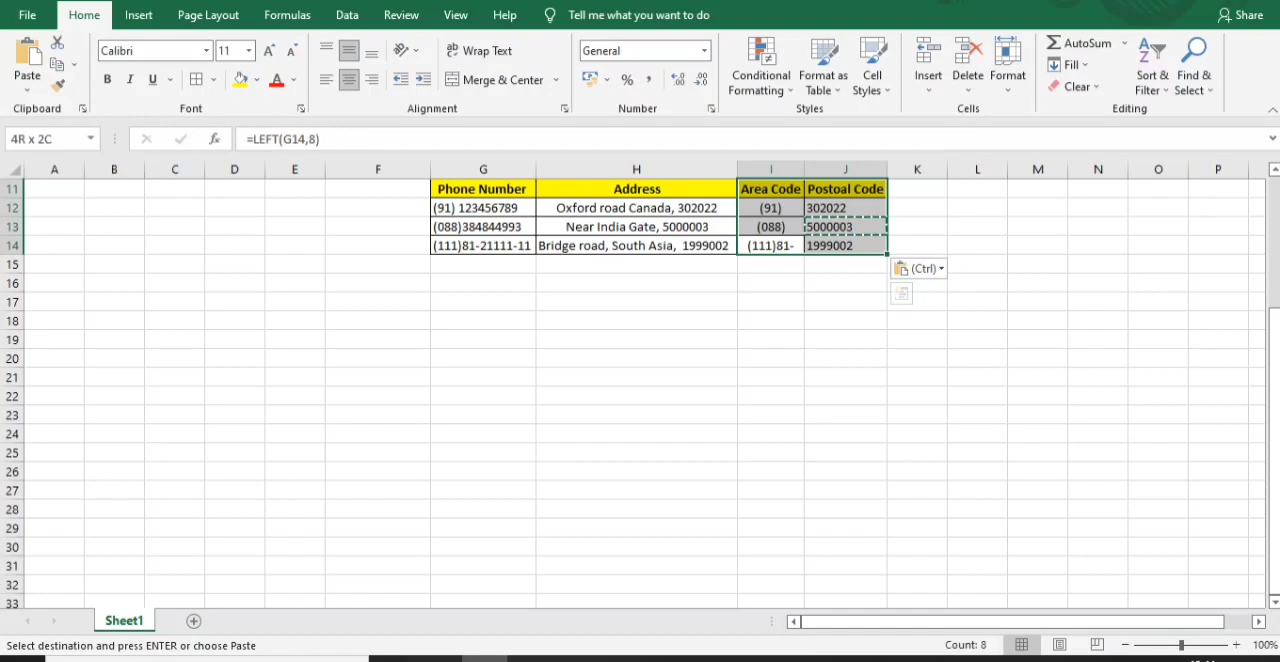 File Home Insert Page Layout Formulas Data Review View Help Tell me what you want to do Share
Calibri 11 Wrap Text General AutoSum
Paste B I U Merge & Center % Conditional Formatting Format as Table Cell Styles Insert Delete Format Fill Clear Sort & Filter Find & Select
Clipboard Font Alignment Number Styles Cells Editing
4R x 2C fx =LEFT(G14,8)
A B C D E F G H I J K L M N O P
11 Phone Number Address Area Code Postoal Code
12 (91) 123456789 Oxford road Canada, 302022 (91) 302022
13 (088)384844993 Near India Gate, 5000003 (088) 5000003
14 (111)81-21111-11 Bridge road, South Asia, 1999002 (111)81- 1999002
15 (Ctrl)
16
17
18
19
20
21
22
23
24
25
26
27
28
29
30
31
32
33
Sheet1
Select destination and press ENTER or choose Paste Count: 8 100%